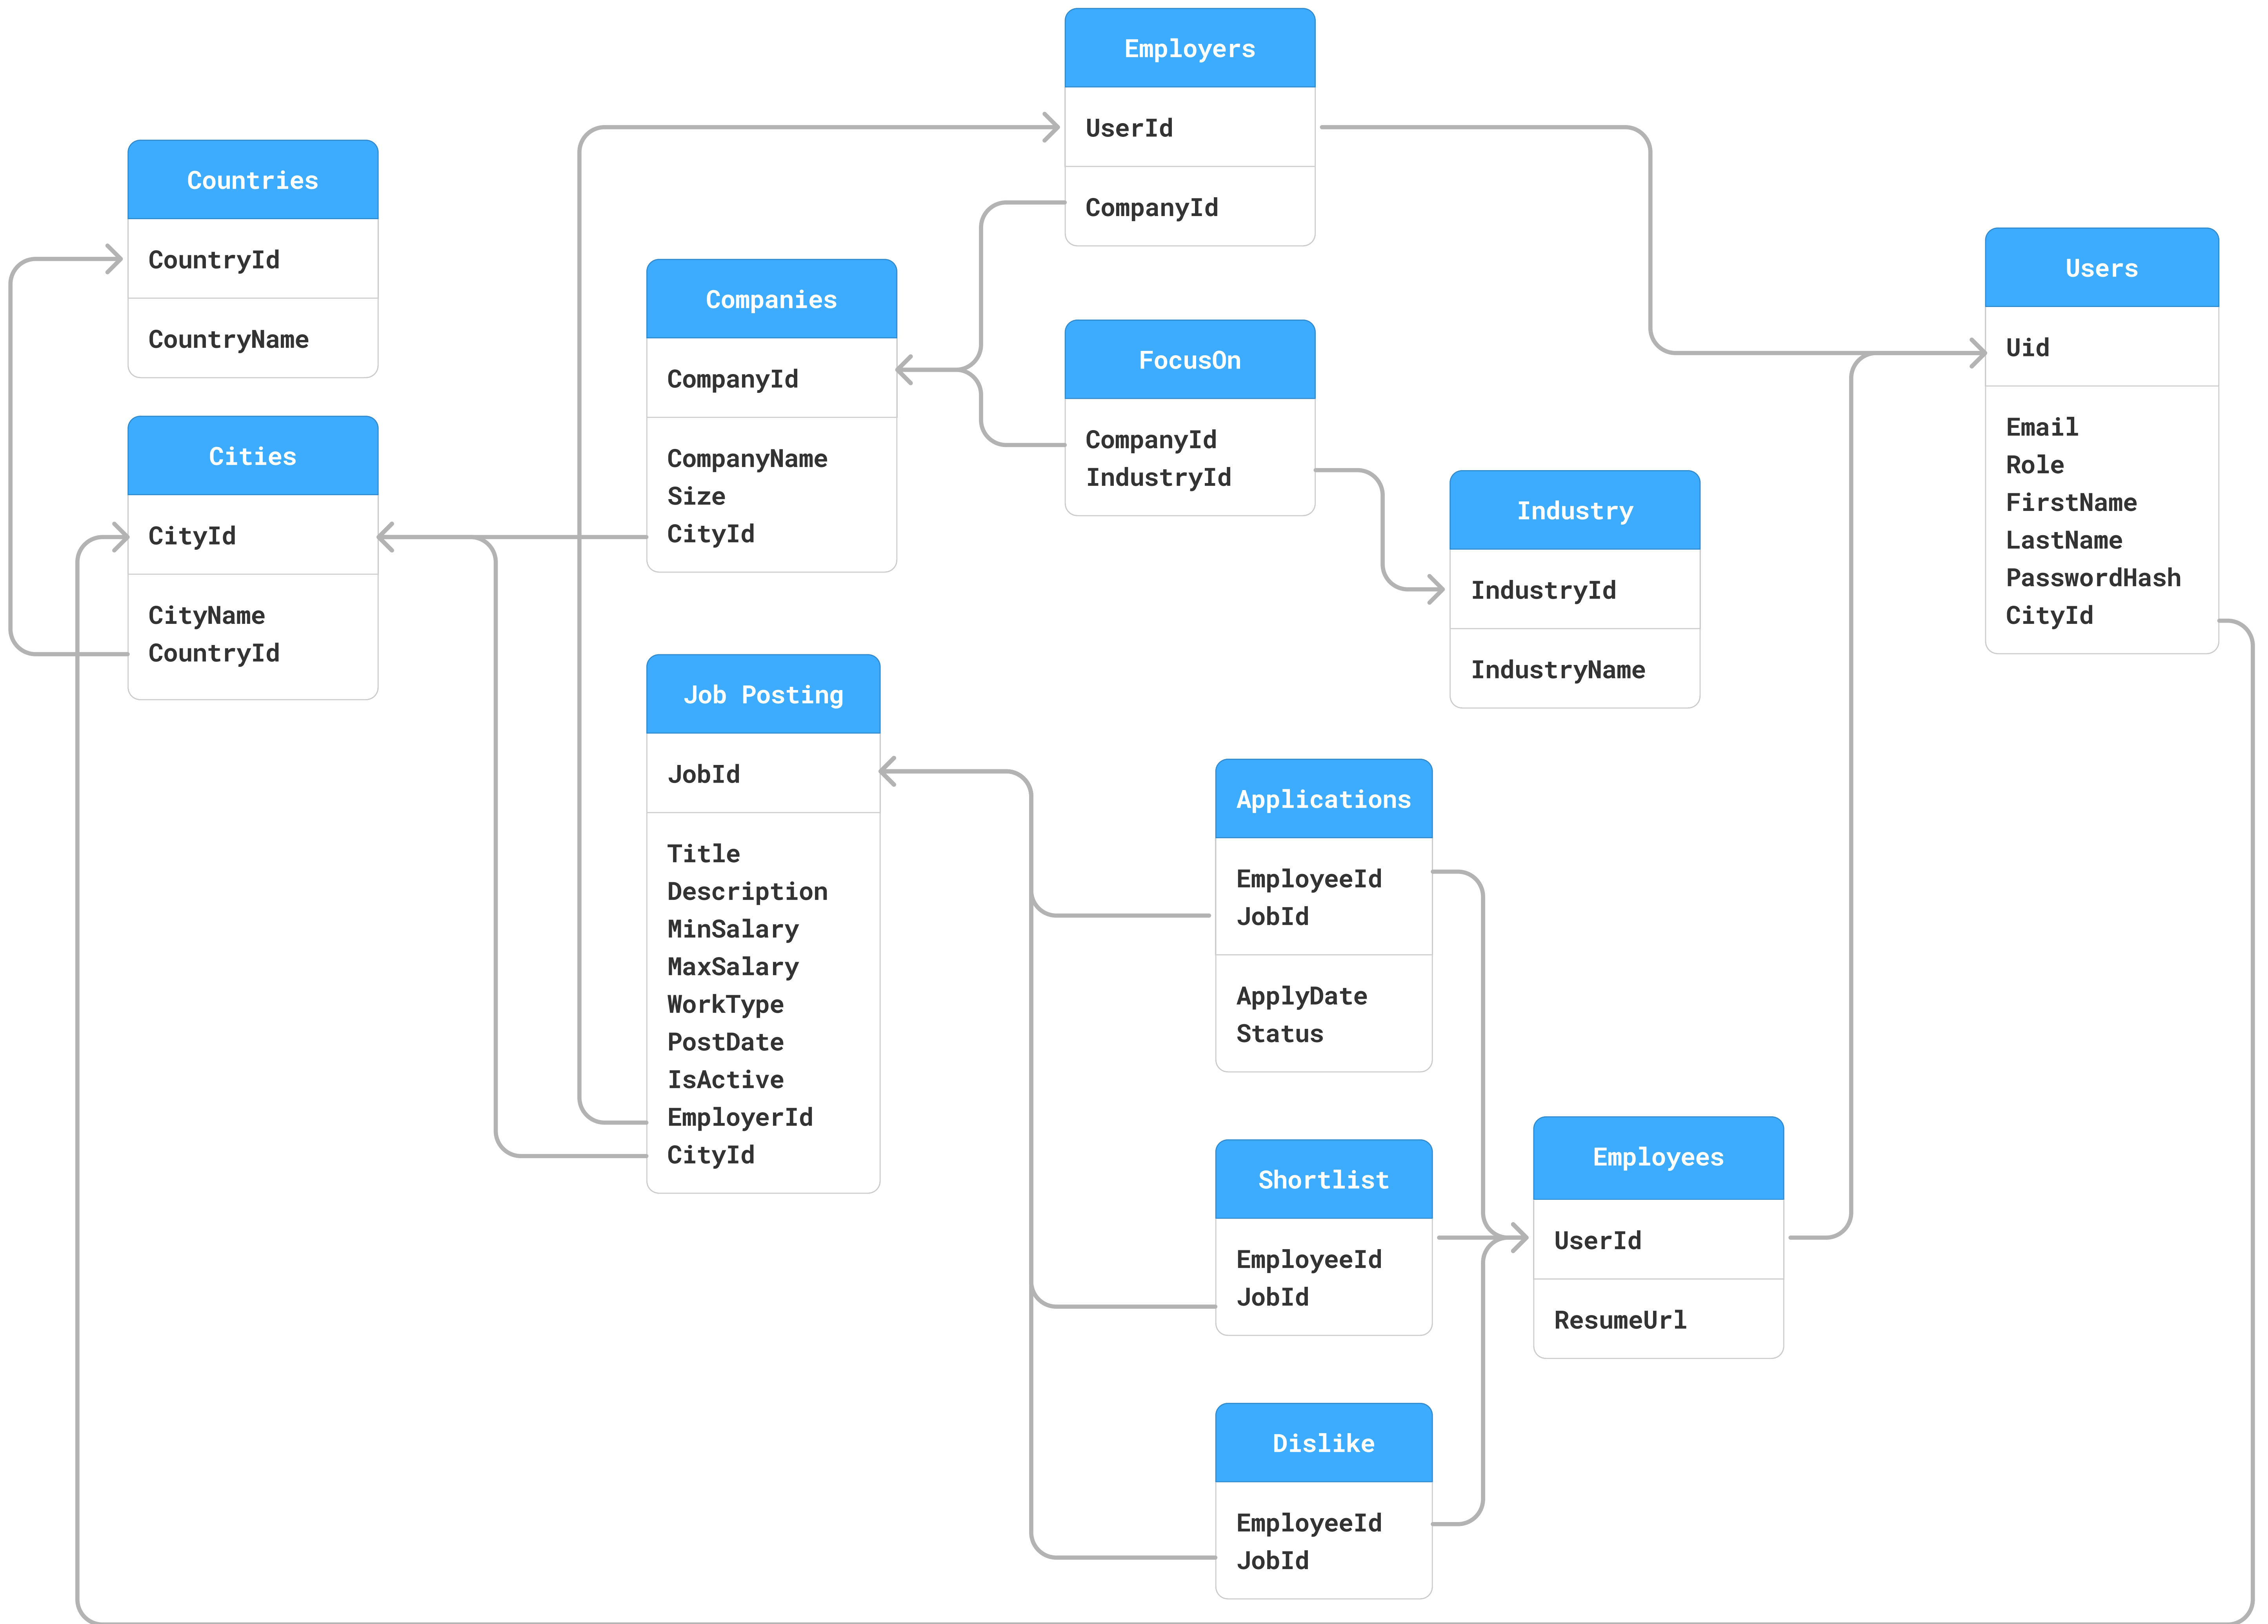 Employers
UserId
CompanyId
Countries
CountryId
CountryName
Companies
CompanyId
CompanyName
Size
CityId
FocusOn
CompanyId
IndustryId
Users
Uid
Email
Role
FirstName
LastName
PasswordHash
CityId
Cities
CityId
CityName
CountryId
Industry
IndustryId
IndustryName
Job Posting
JobId
Title
Description
MinSalary
MaxSalary
WorkType
PostDate
IsActive
EmployerId
CityId
Applications
EmployeeId
JobId
ApplyDate
Status
Shortlist
EmployeeId
JobId
Employees
UserId
ResumeUrl
Dislike
EmployeeId
JobId